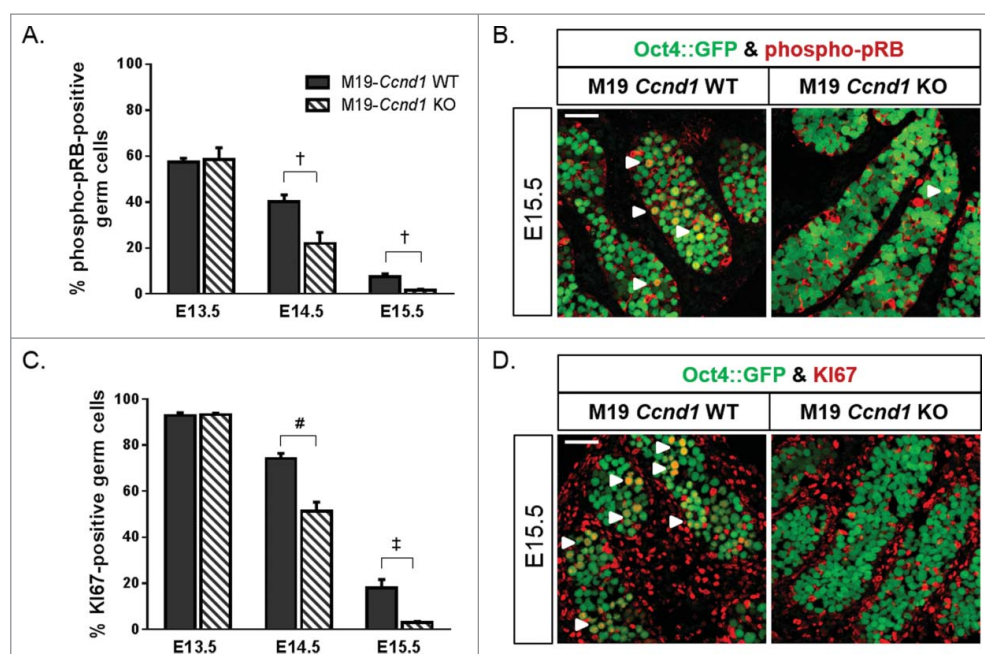 A.
% phospho-pRB-positive
germ cells
100
80
60
40
20
0
M19-Ccnd1 WT
M19-Ccnd1 KO
†
†
E13.5
E14.5
E15.5
B.
Oct4::GFP & phospho-pRB
M19 Ccnd1 WT
M19 Ccnd1 KO
E15.5
C.
% KI67-positive germ cells
100
80
60
40
20
0
#
‡
E13.5
E14.5
E15.5
D.
Oct4::GFP & KI67
M19 Ccnd1 WT
M19 Ccnd1 KO
E15.5